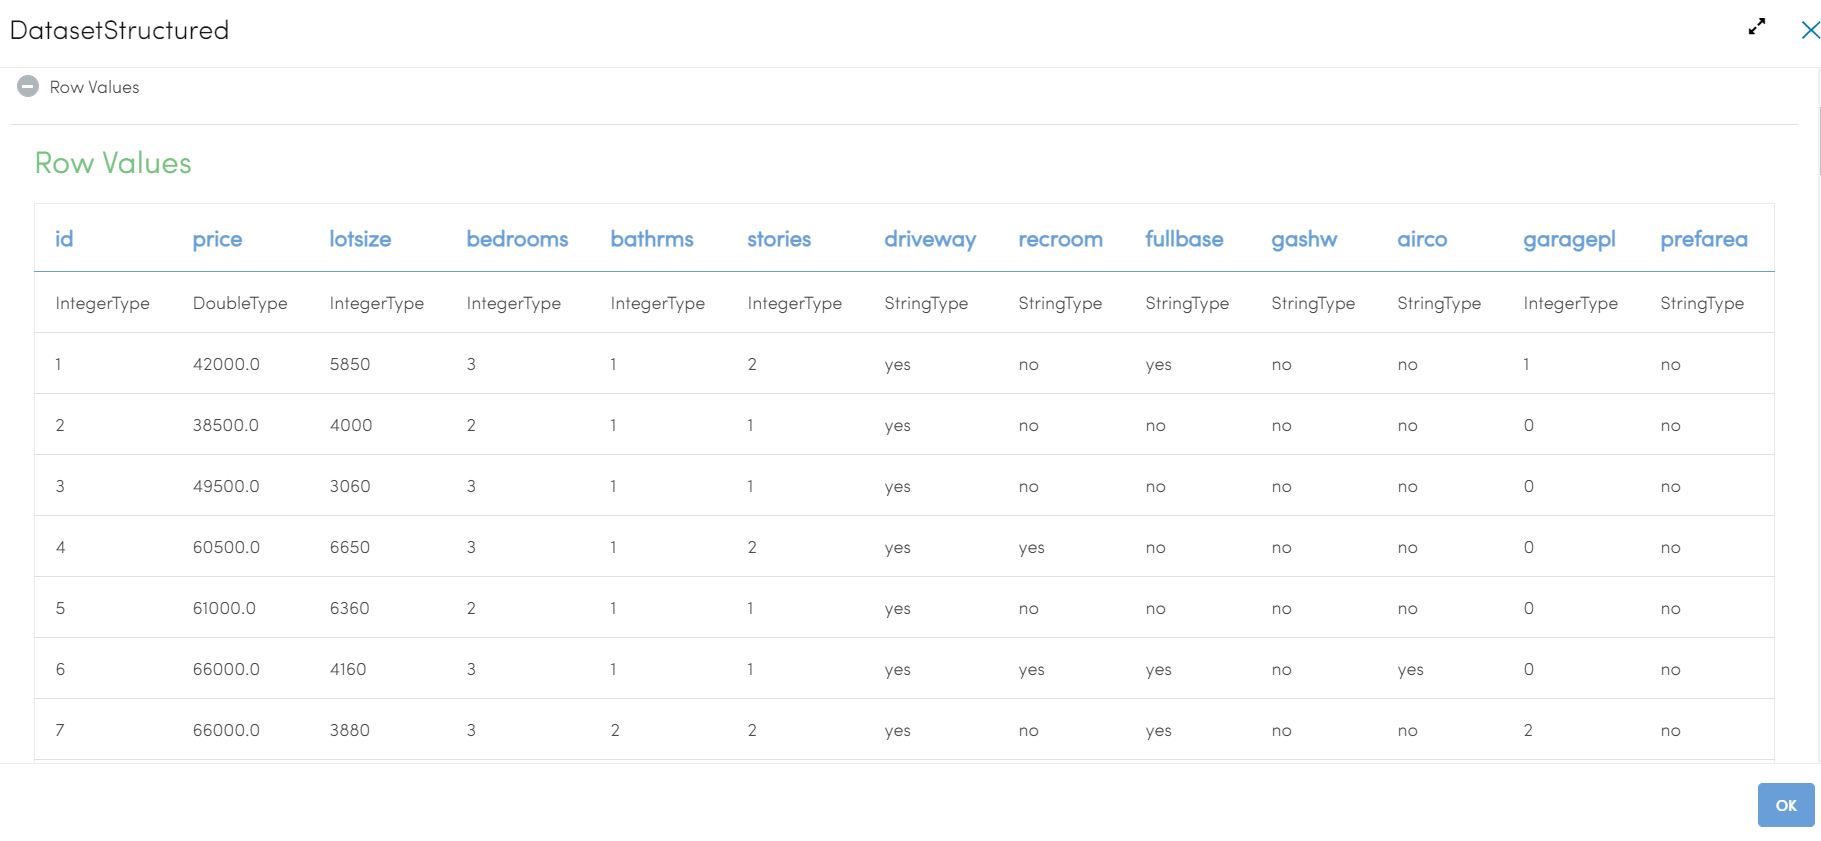 DatasetStructured
Row Values
Row Values
id price lotsize bedrooms bathrms stories driveway recroom fullbase gashw airco garagepl prefarea
IntegerType DoubleType IntegerType IntegerType IntegerType IntegerType StringType StringType StringType StringType StringType IntegerType StringType
1 42000.0 5850 3 1 2 yes no yes no no 1 no
2 38500.0 4000 2 1 1 yes no no no no 0 no
3 49500.0 3060 3 1 1 yes no no no no 0 no
4 60500.0 6650 3 1 2 yes yes no no no 0 no
5 61000.0 6360 2 1 1 yes no no no no 0 no
6 66000.0 4160 3 1 1 yes yes yes no yes 0 no
7 66000.0 3880 3 2 2 yes no yes no no 2 no
OK